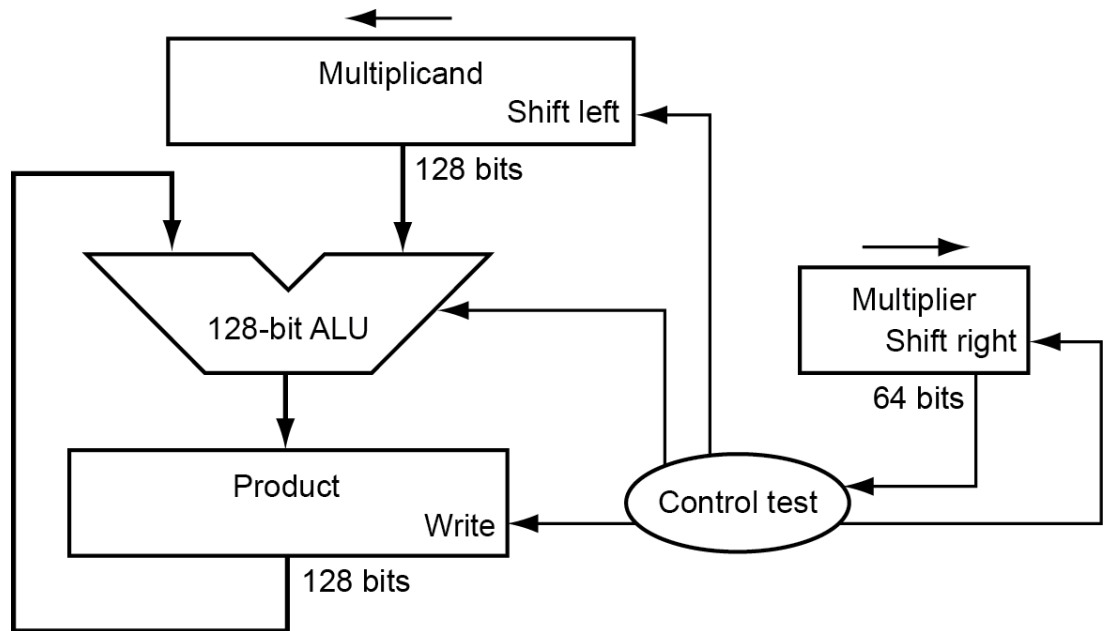 Multiplicand
Shift left
128 bits
128-bit ALU
Multiplier
Shift right
64 bits
Product
Write
Control test
128 bits